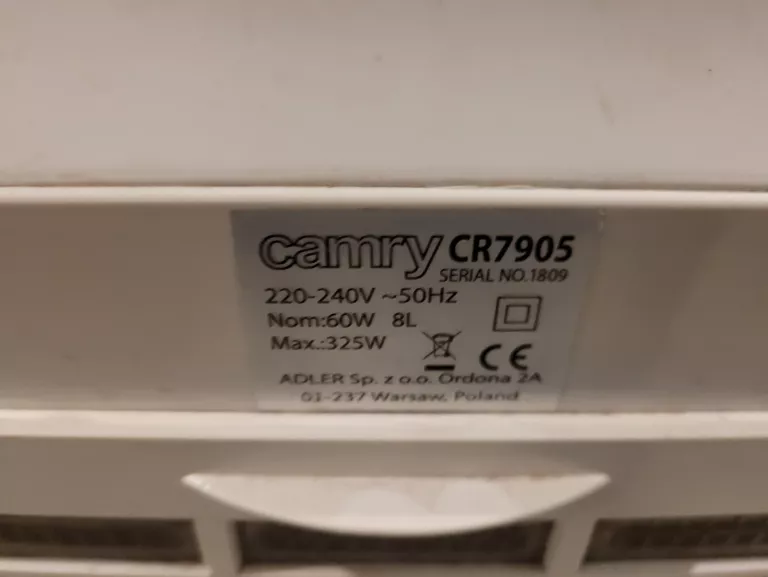 camry CR7905
SERIAL NO.1809
220-240V ~50Hz
Nom:60W 8L
Max.:325W
CE
ADLER Sp. z o.o. Ordona 2A
01-237 Warsaw, Poland